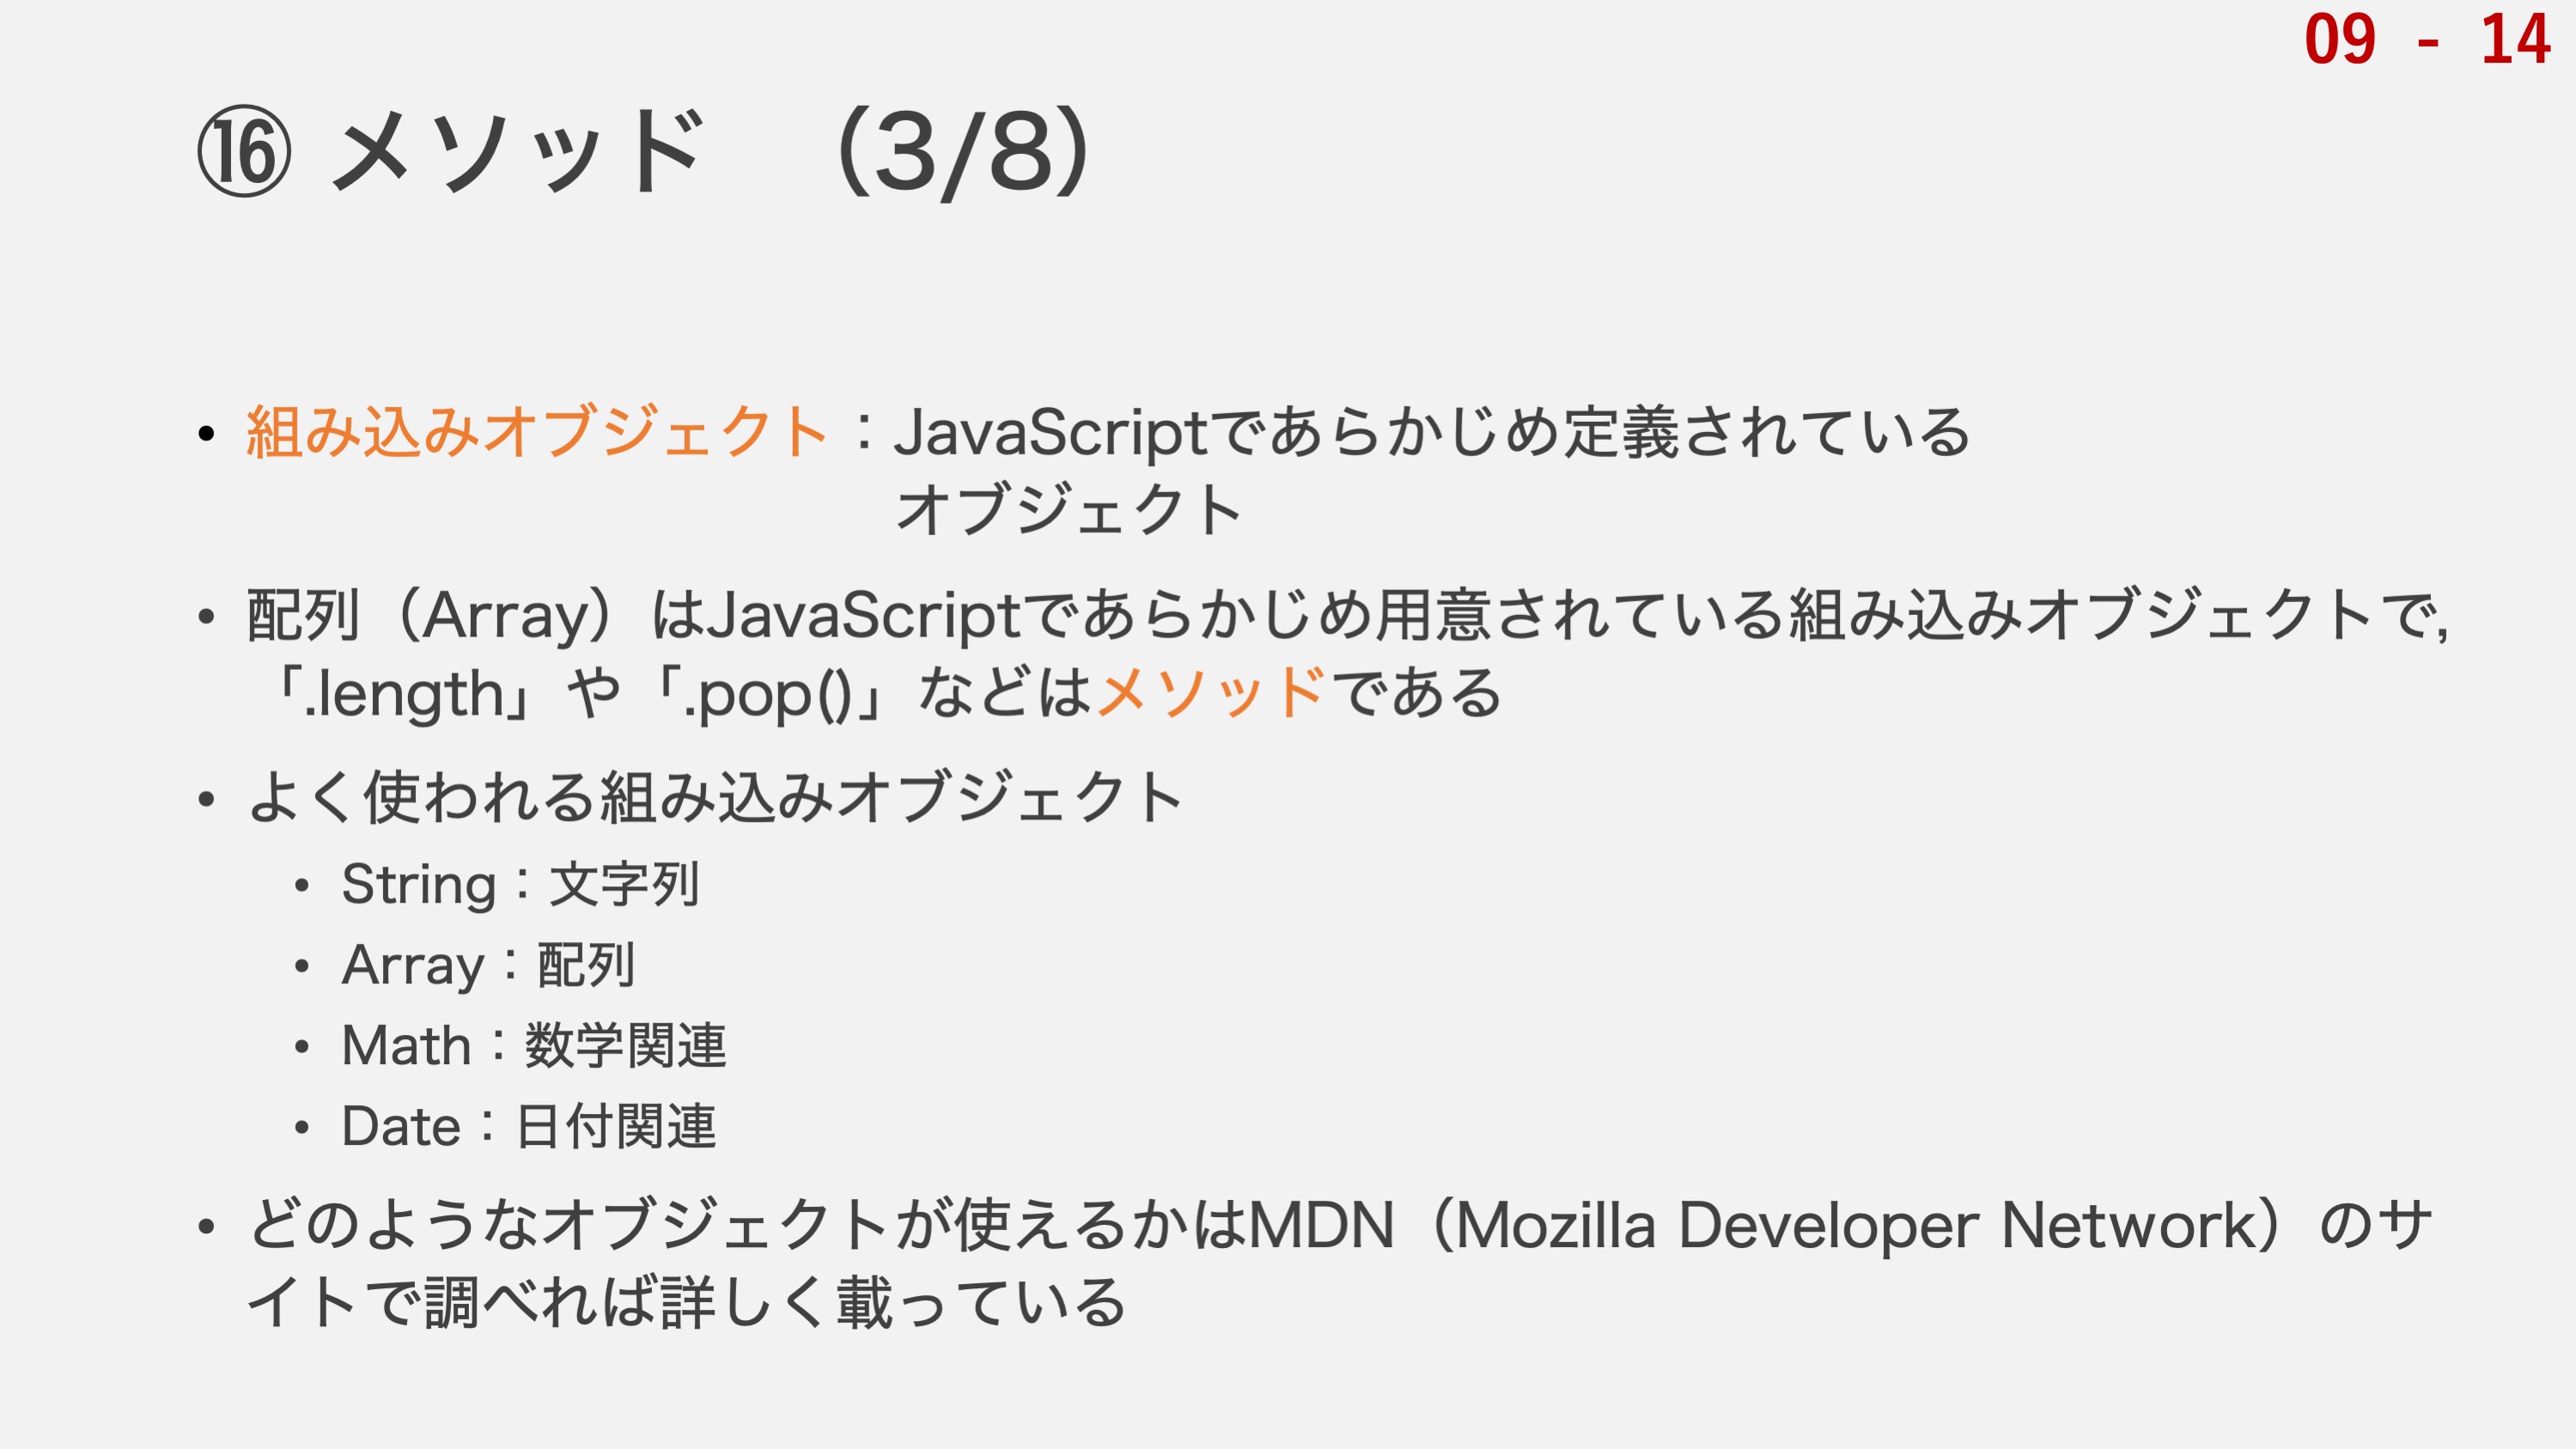 09 - 14
⑯ メソッド （3/8）
• 組み込みオブジェクト：JavaScriptであらかじめ定義されている
オブジェクト
• 配列（Array）はJavaScriptであらかじめ用意されている組み込みオブジェクトで,
「.length」や「.pop()」などはメソッドである
• よく使われる組み込みオブジェクト
• String：文字列
• Array：配列
• Math：数学関連
• Date：日付関連
• どのようなオブジェクトが使えるかはMDN（Mozilla Developer Network）のサ
イトで調べれば詳しく載っている